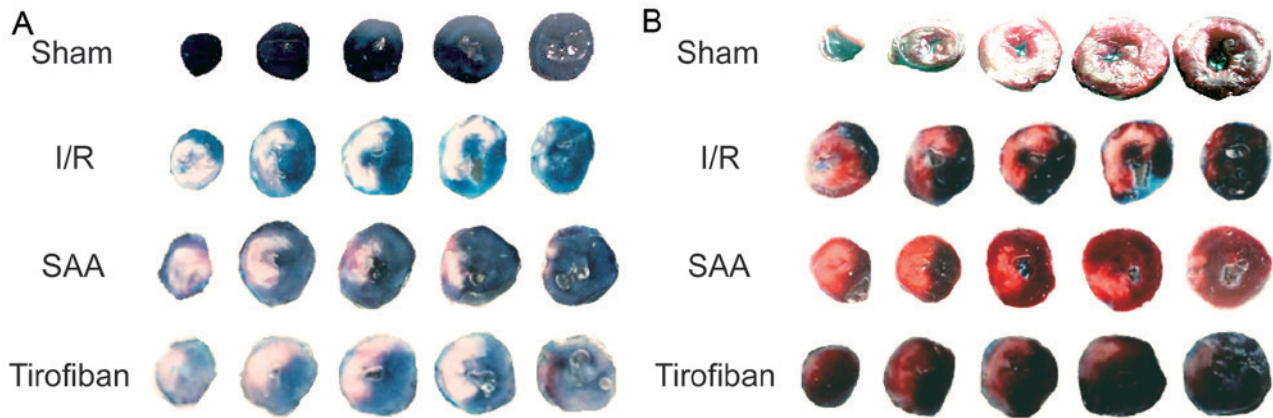 A
Sham
I/R
SAA
Tirofiban
B
Sham
I/R
SAA
Tirofiban